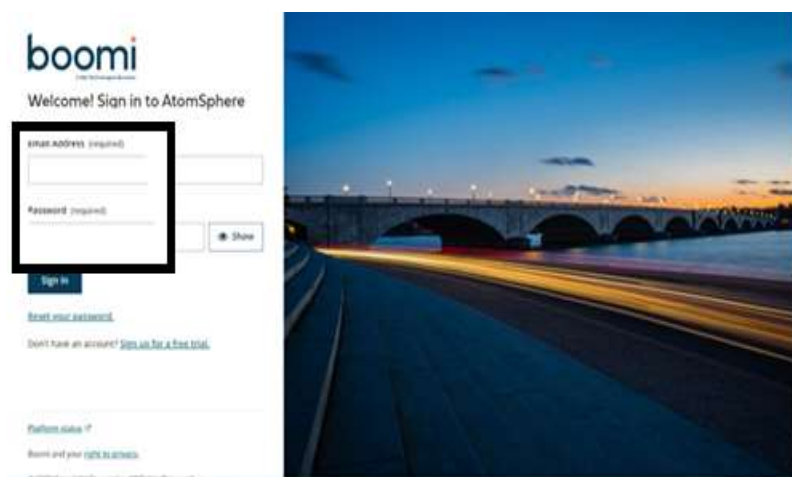 boomi
Welcome! Sign in to AtomSphere
Email Address (required)
Password (required)
Show
Sign In
Reset your password.
Don't have an account? Sign up for a free trial.
Platform status
Boomi and your right to privacy.